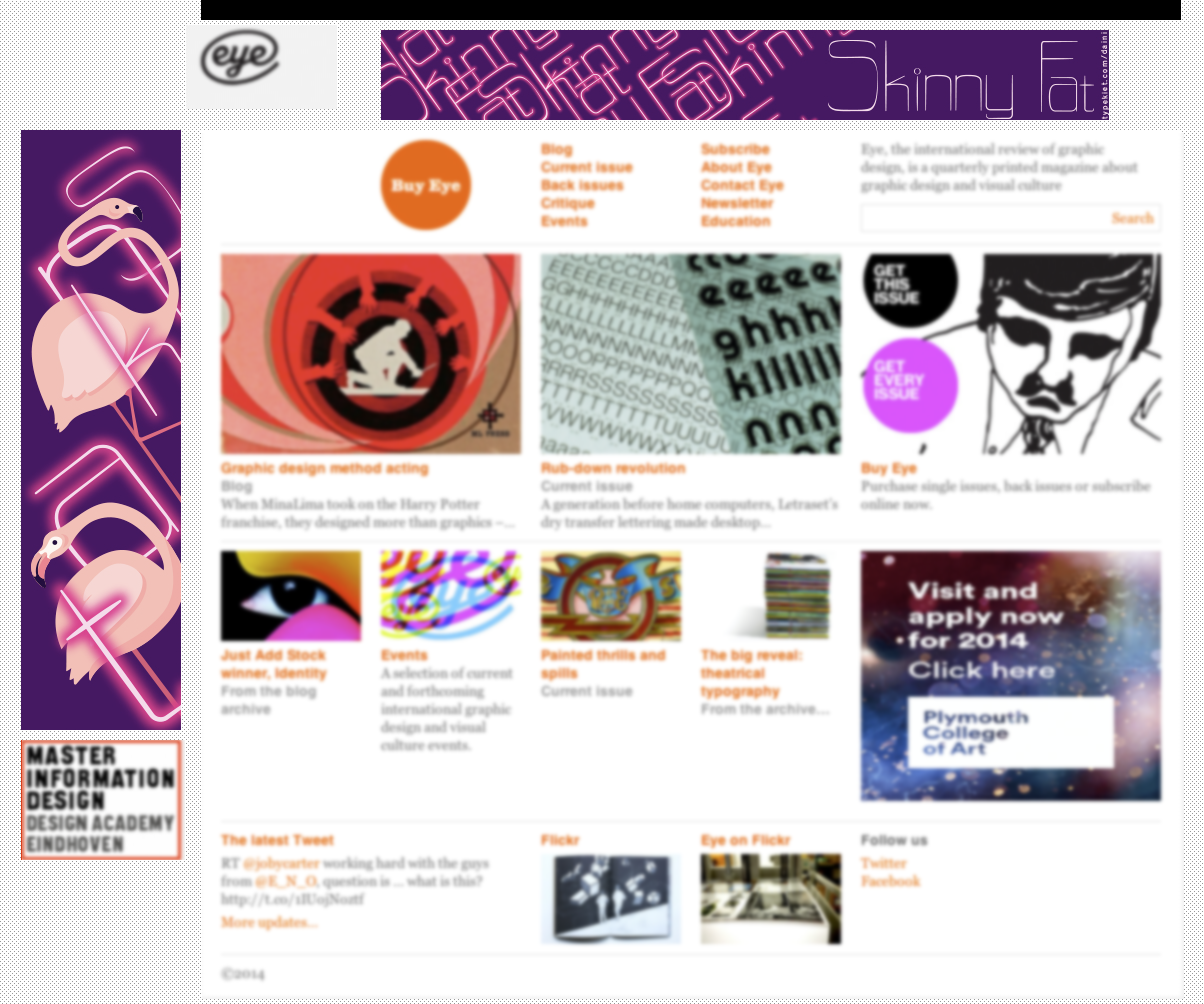 eye
Skinny Fat
typekiet.com/daini
Buy Eye
Blog
Current issue
Back issues
Critique
Events
Subscribe
About Eye
Contact Eye
Newsletter
Education
Eye, the international review of graphic
design, is a quarterly printed magazine about
graphic design and visual culture
Search
GET
THIS
ISSUE
GET
EVERY
ISSUE
Graphic design method acting
Blog
When MinaLima took on the Harry Potter
franchise, they designed more than graphics –...
Rub-down revolution
Current issue
A generation before home computers, Letraset's
dry transfer lettering made desktop...
Buy Eye
Purchase single issues, back issues or subscribe
online now.
Just Add Stock
winner, Identity
From the blog
archive
Events
A selection of current
and forthcoming
international graphic
design and visual
culture events.
Painted thrills and
spills
Current issue
The big reveal:
theatrical
typography
From the archive...
Visit and
apply now
for 2014
Click here
Plymouth
College
of Art
MASTER
INFORMATION
DESIGN
DESIGN ACADEMY
EINDHOVEN
The latest Tweet
RT @jobycarter working hard with the guys
from @E_N_O, question is ... what is this?
More updates...
Flickr
Eye on Flickr
Follow us
Twitter
Facebook
©2014